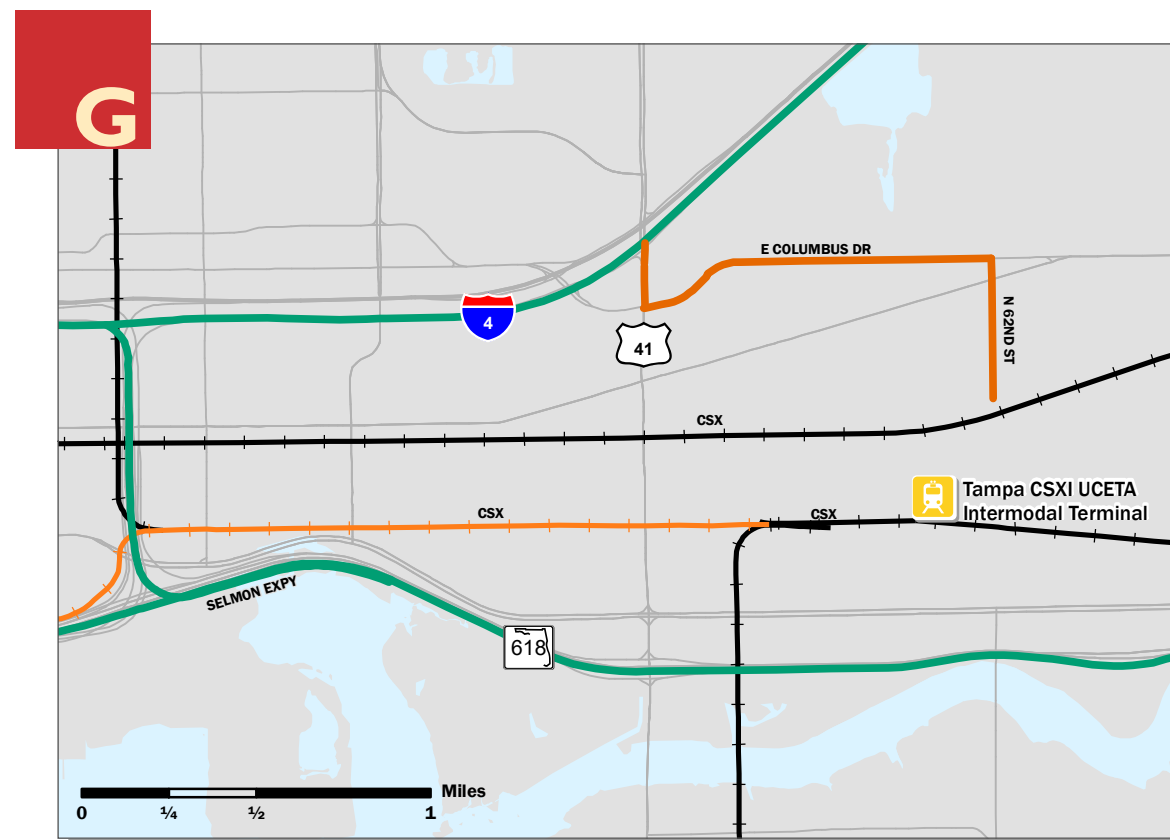 G
E COLUMBUS DR
N 62ND ST
4
41
CSX
Tampa CSXI UCETA
Intermodal Terminal
CSX
CSX
SELMON EXPY
618
Miles
0 ¼ ½ 1